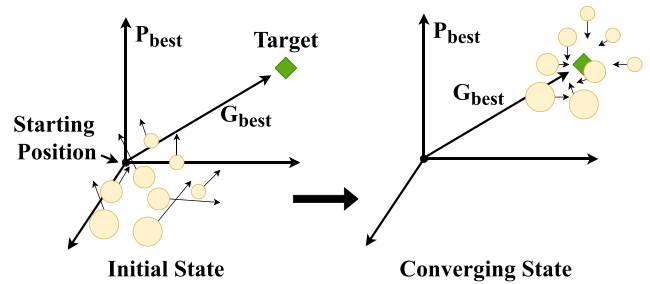 P_best
Target
G_best
Starting
Position
Initial State
P_best
G_best
Converging State